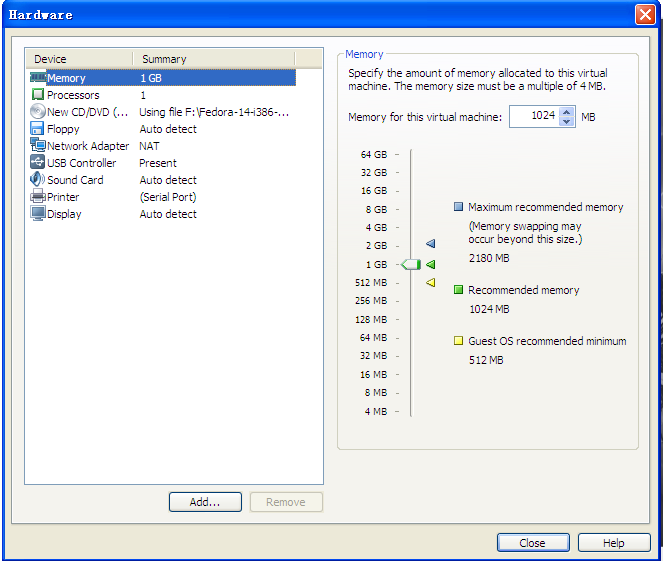 Hardware
Device Summary
Memory 1 GB
Processors 1
New CD/DVD (... Using file F:\Fedora-14-i386-...
Floppy Auto detect
Network Adapter NAT
USB Controller Present
Sound Card Auto detect
Printer (Serial Port)
Display Auto detect
Add...
Remove
Memory
Specify the amount of memory allocated to this virtual
machine. The memory size must be a multiple of 4 MB.
Memory for this virtual machine: 1024 MB
64 GB
32 GB
16 GB
8 GB
4 GB
2 GB
1 GB
512 MB
256 MB
128 MB
64 MB
32 MB
16 MB
8 MB
4 MB
Maximum recommended memory
(Memory swapping may
occur beyond this size.)
2180 MB
Recommended memory
1024 MB
Guest OS recommended minimum
512 MB
Close
Help